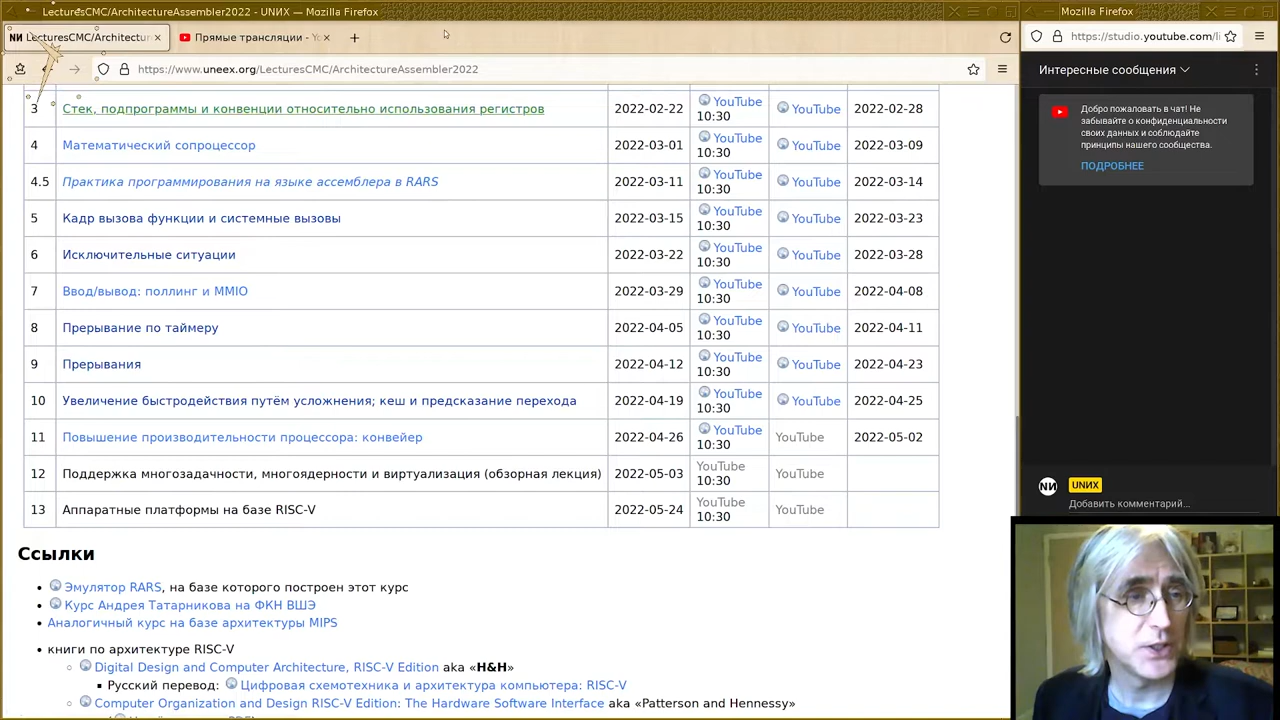 LecturesCMC/ArchitectureAssembler2022 - UNИX — Mozilla Firefox
NИ LecturesCMC/Architectur
Прямые трансляции - Yo
https://www.uneex.org/LecturesCMC/ArchitectureAssembler2022
3 Стек, подпрограммы и конвенции относительно использования регистров 2022-02-22 YouTube 10:30 YouTube 2022-02-28
4 Математический сопроцессор 2022-03-01 YouTube 10:30 YouTube 2022-03-09
4.5 Практика программирования на языке ассемблера в RARS 2022-03-11 YouTube 10:30 YouTube 2022-03-14
5 Кадр вызова функции и системные вызовы 2022-03-15 YouTube 10:30 YouTube 2022-03-23
6 Исключительные ситуации 2022-03-22 YouTube 10:30 YouTube 2022-03-28
7 Ввод/вывод: поллинг и MMIO 2022-03-29 YouTube 10:30 YouTube 2022-04-08
8 Прерывание по таймеру 2022-04-05 YouTube 10:30 YouTube 2022-04-11
9 Прерывания 2022-04-12 YouTube 10:30 YouTube 2022-04-23
10 Увеличение быстродействия путём усложнения; кеш и предсказание перехода 2022-04-19 YouTube 10:30 YouTube 2022-04-25
11 Повышение производительности процессора: конвейер 2022-04-26 YouTube 10:30 YouTube 2022-05-02
12 Поддержка многозадачности, многоядерности и виртуализация (обзорная лекция) 2022-05-03 YouTube 10:30 YouTube
13 Аппаратные платформы на базе RISC-V 2022-05-24 YouTube 10:30 YouTube
Ссылки
• Эмулятор RARS, на базе которого построен этот курс
• Курс Андрея Татарникова на ФКН ВШЭ
• Аналогичный курс на базе архитектуры MIPS
• книги по архитектуре RISC-V
Digital Design and Computer Architecture, RISC-V Edition aka «H&H»
Русский перевод: Цифровая схемотехника и архитектура компьютера: RISC-V
Computer Organization and Design RISC-V Edition: The Hardware Software Interface aka «Patterson and Hennessy»
Mozilla Firefox
https://studio.youtube.com/li
Интересные сообщения
Добро пожаловать в чат! Не
забывайте о конфиденциальности
своих данных и соблюдайте
принципы нашего сообщества.
ПОДРОБНЕЕ
NИ UNИX
Добавить комментарий...